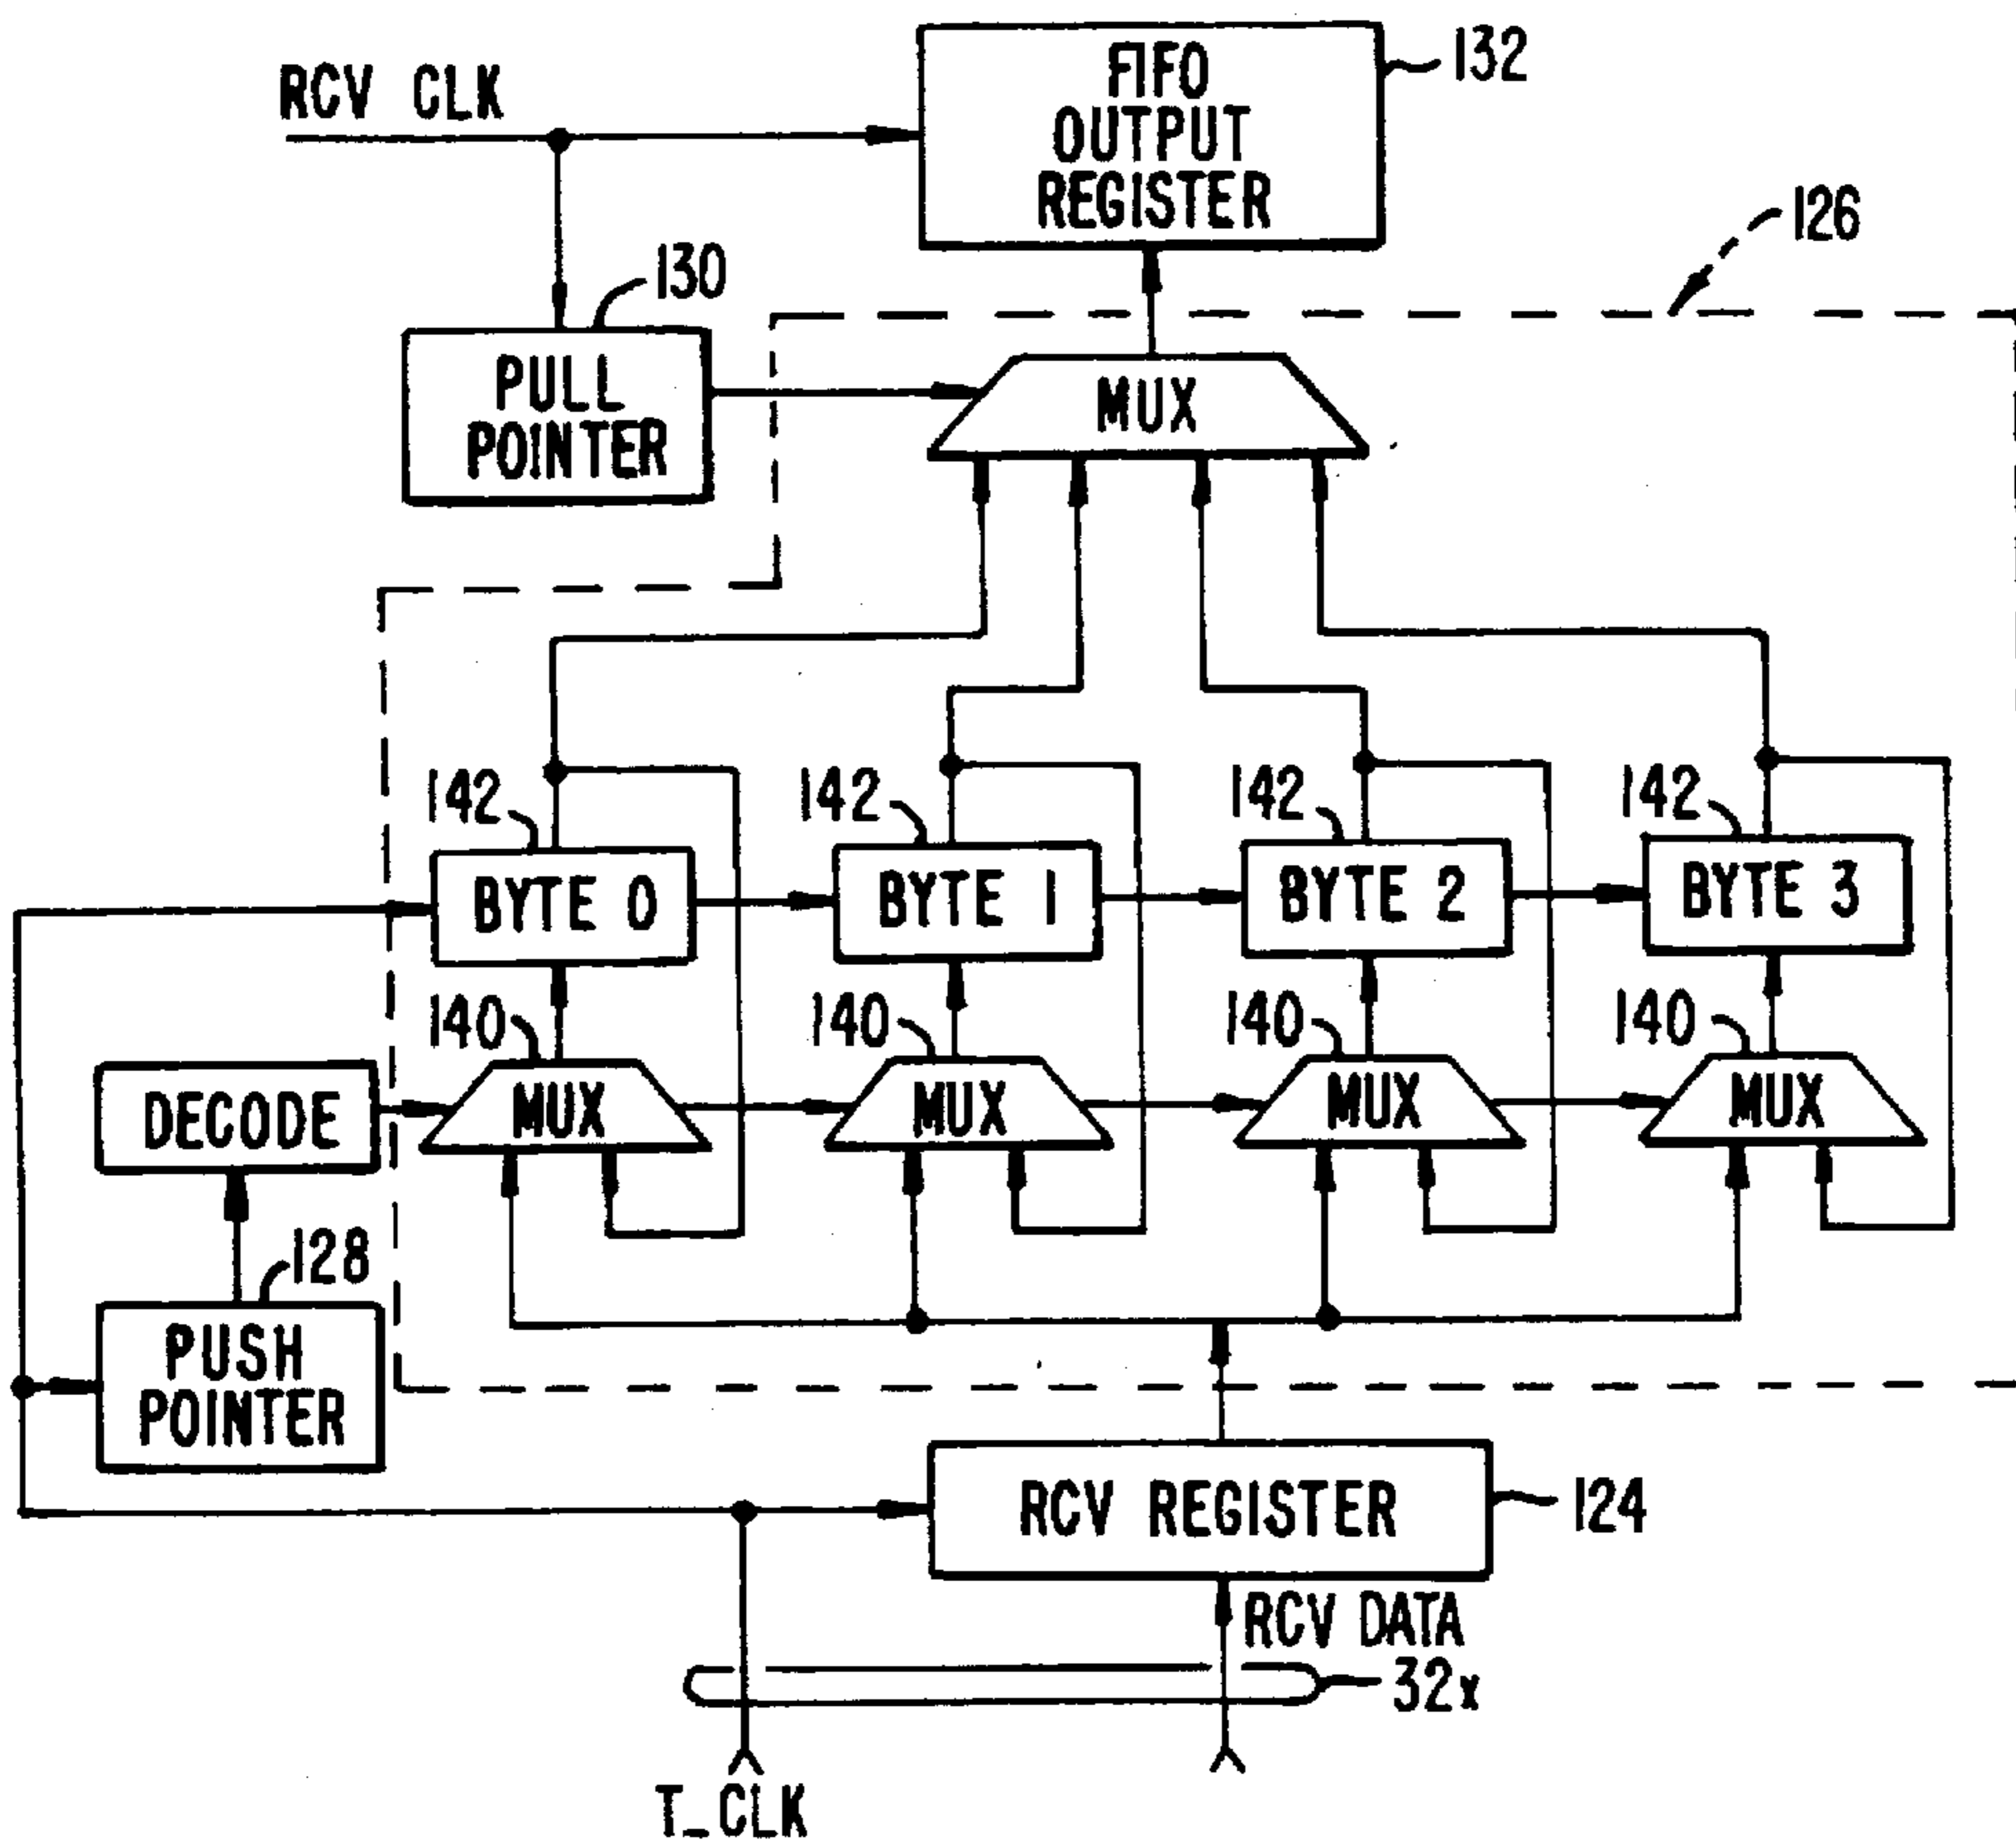 RCV CLK
FIFO
OUTPUT
REGISTER
132
126
130
PULL
POINTER
MUX
142
142
142
142
BYTE 0
BYTE 1
BYTE 2
BYTE 3
140
140
140
140
DECODE
MUX
MUX
MUX
MUX
128
PUSH
POINTER
RCV REGISTER
124
RCV DATA
32x
T_CLK